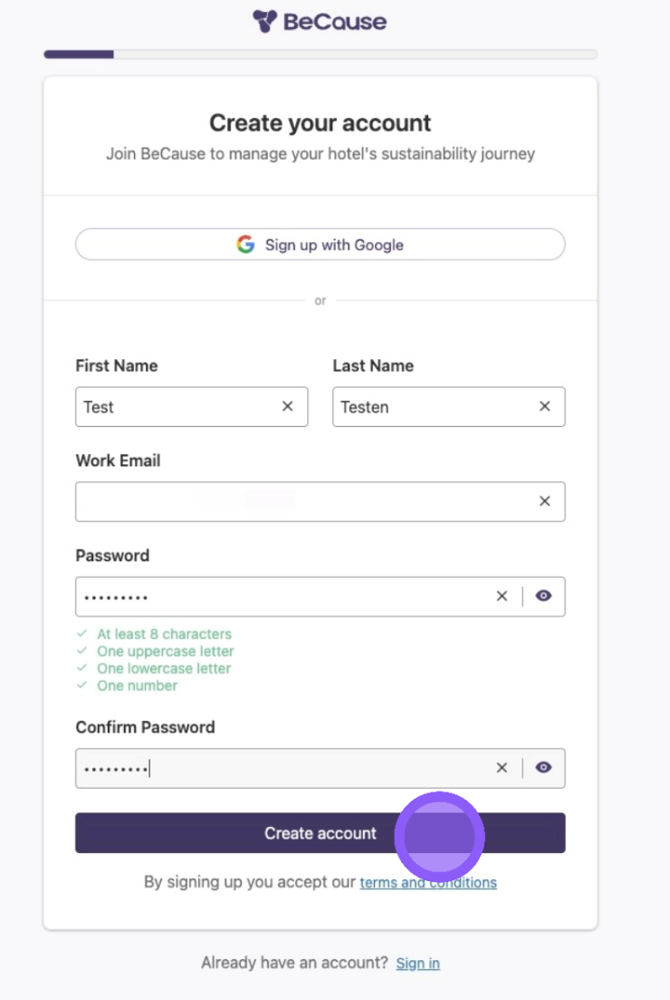 BeCause
Create your account
Join BeCause to manage your hotel's sustainability journey
Sign up with Google
or
First Name
Last Name
Test
Testen
Work Email
Password
•••••••••
At least 8 characters
One uppercase letter
One lowercase letter
One number
Confirm Password
•••••••••
Create account
By signing up you accept our terms and conditions
Already have an account? Sign in